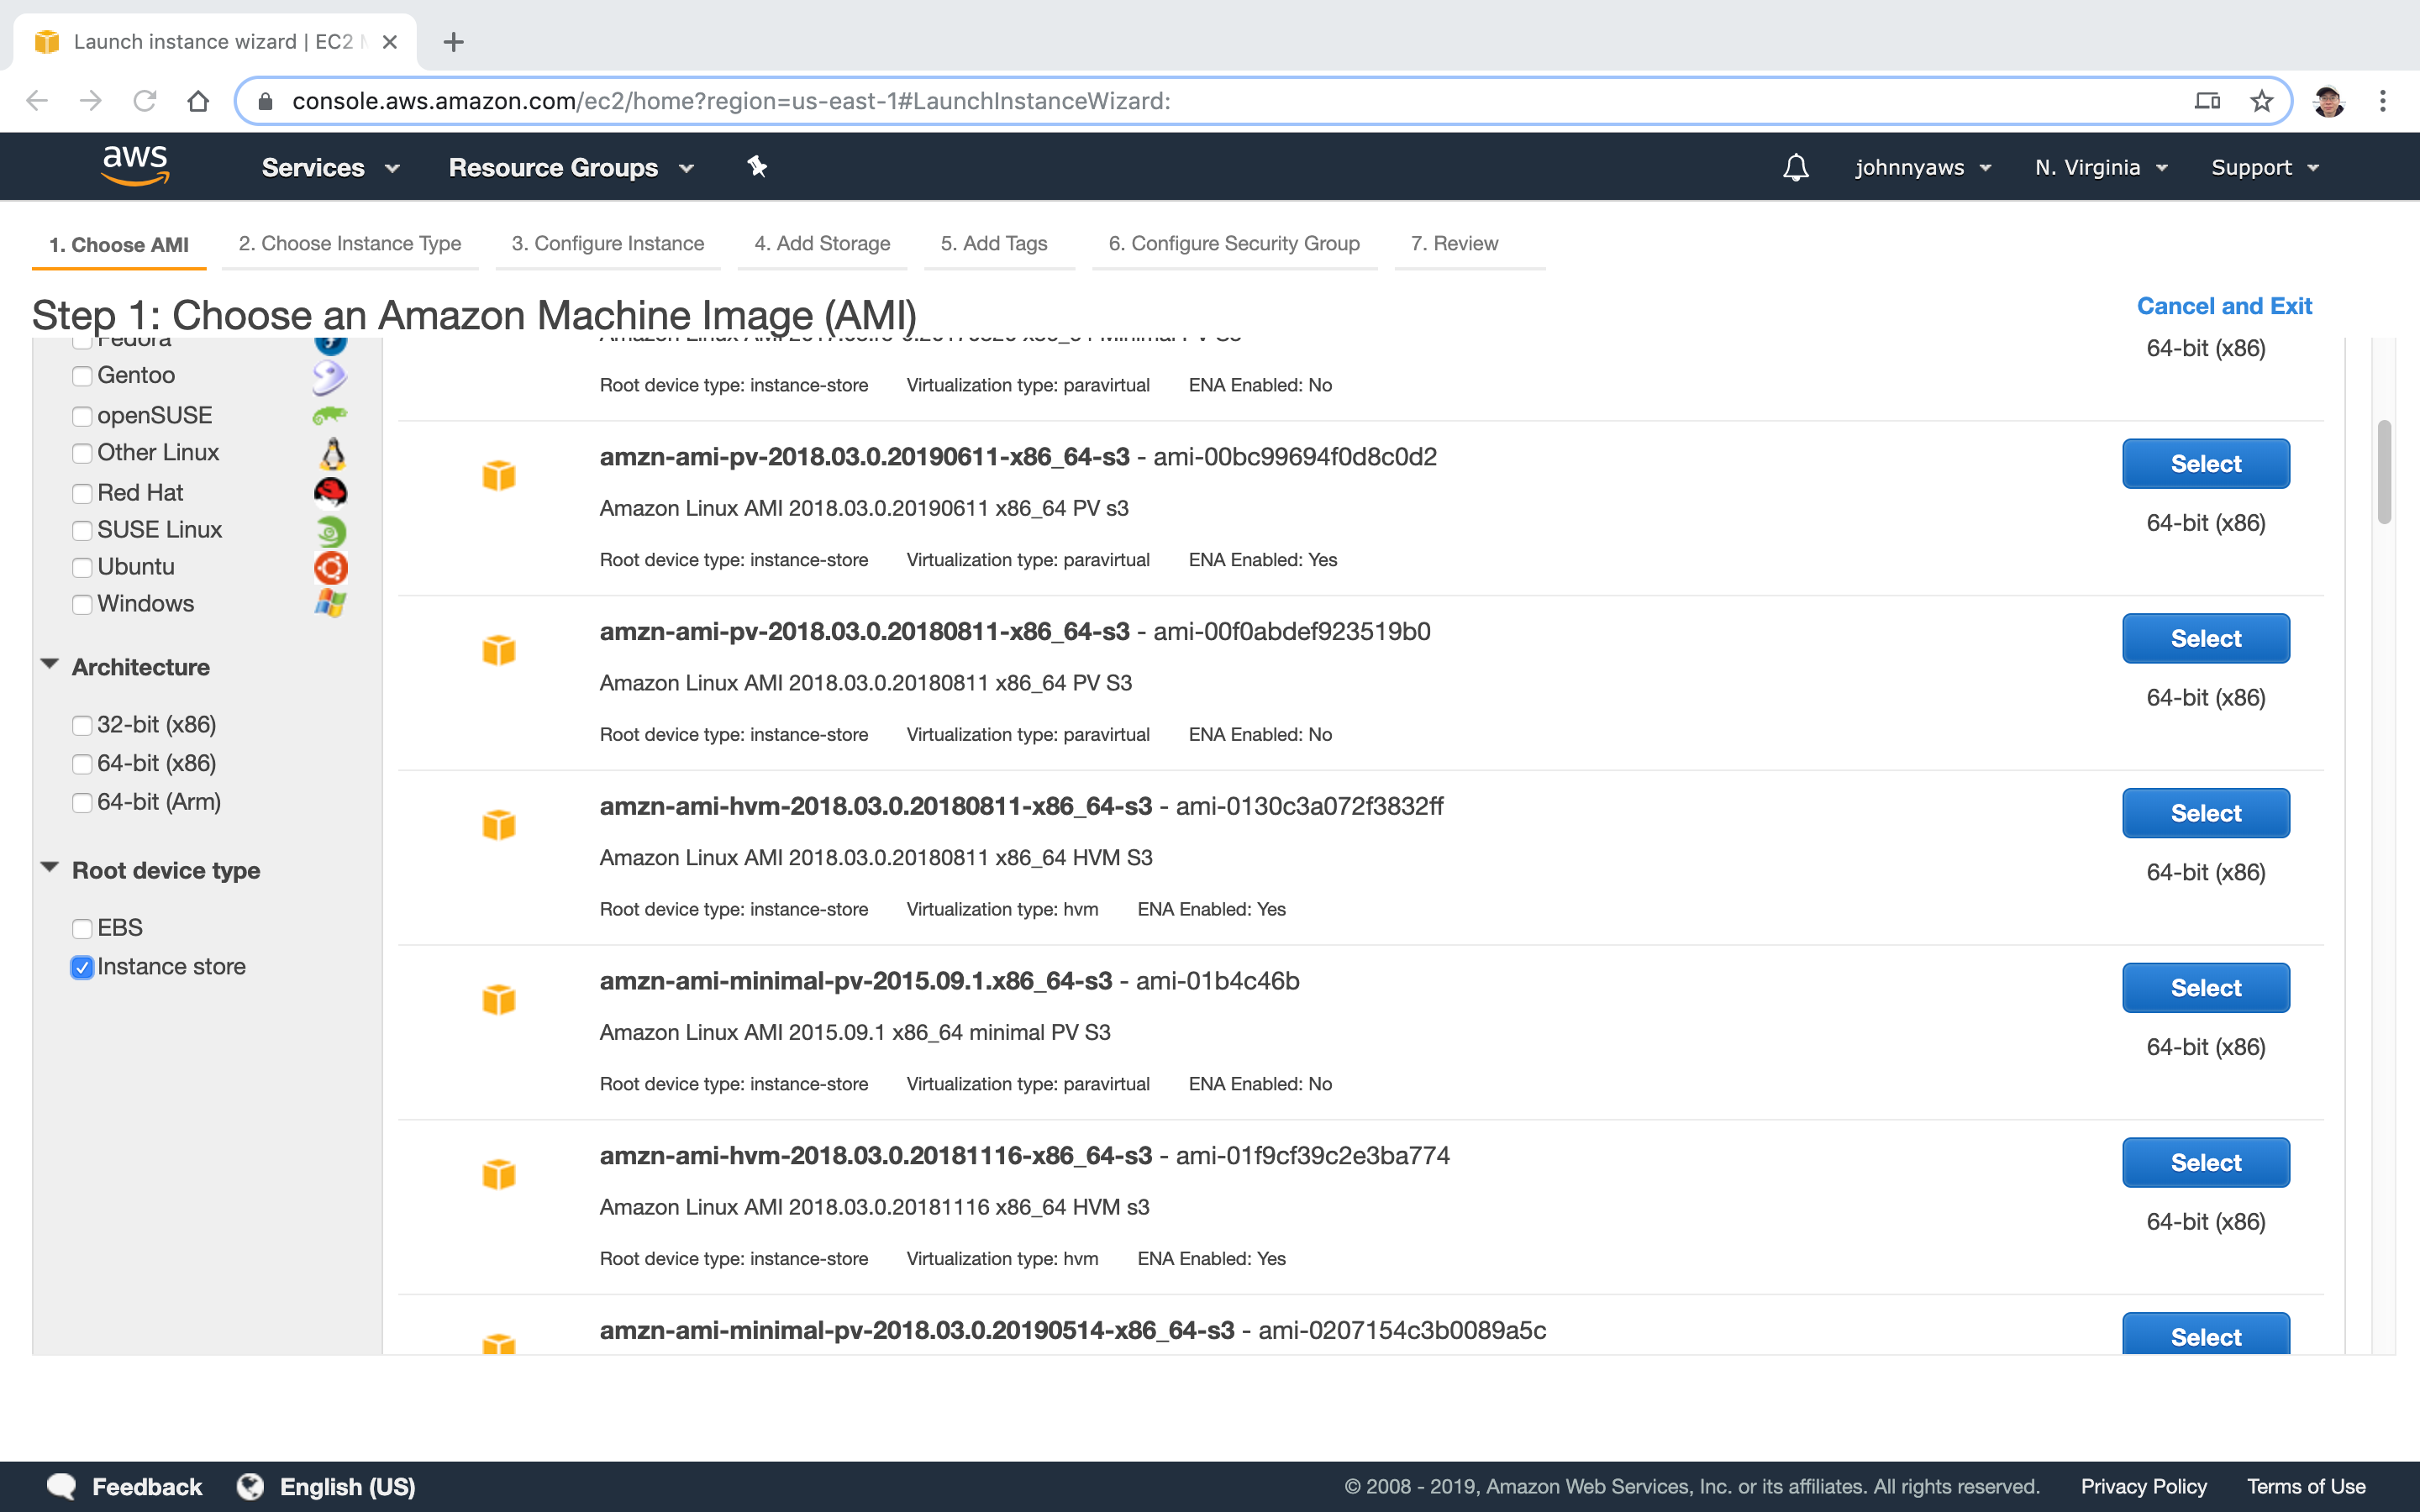 Launch instance wizard | EC2
console.aws.amazon.com/ec2/home?region=us-east-1#LaunchInstanceWizard:
aws Services Resource Groups johnnyaws N. Virginia Support
1. Choose AMI 2. Choose Instance Type 3. Configure Instance 4. Add Storage 5. Add Tags 6. Configure Security Group 7. Review
Step 1: Choose an Amazon Machine Image (AMI)
Cancel and Exit
Fedora
Gentoo
openSUSE
Other Linux
Red Hat
SUSE Linux
Ubuntu
Windows
Architecture
32-bit (x86)
64-bit (x86)
64-bit (Arm)
Root device type
EBS
Instance store
64-bit (x86)
Root device type: instance-store Virtualization type: paravirtual ENA Enabled: No
amzn-ami-pv-2018.03.0.20190611-x86_64-s3 - ami-00bc99694f0d8c0d2
Select
Amazon Linux AMI 2018.03.0.20190611 x86_64 PV s3
64-bit (x86)
Root device type: instance-store Virtualization type: paravirtual ENA Enabled: Yes
amzn-ami-pv-2018.03.0.20180811-x86_64-s3 - ami-00f0abdef923519b0
Select
Amazon Linux AMI 2018.03.0.20180811 x86_64 PV S3
64-bit (x86)
Root device type: instance-store Virtualization type: paravirtual ENA Enabled: No
amzn-ami-hvm-2018.03.0.20180811-x86_64-s3 - ami-0130c3a072f3832ff
Select
Amazon Linux AMI 2018.03.0.20180811 x86_64 HVM S3
64-bit (x86)
Root device type: instance-store Virtualization type: hvm ENA Enabled: Yes
amzn-ami-minimal-pv-2015.09.1.x86_64-s3 - ami-01b4c46b
Select
Amazon Linux AMI 2015.09.1 x86_64 minimal PV S3
64-bit (x86)
Root device type: instance-store Virtualization type: paravirtual ENA Enabled: No
amzn-ami-hvm-2018.03.0.20181116-x86_64-s3 - ami-01f9cf39c2e3ba774
Select
Amazon Linux AMI 2018.03.0.20181116 x86_64 HVM s3
64-bit (x86)
Root device type: instance-store Virtualization type: hvm ENA Enabled: Yes
amzn-ami-minimal-pv-2018.03.0.20190514-x86_64-s3 - ami-0207154c3b0089a5c
Select
Feedback English (US) © 2008 - 2019, Amazon Web Services, Inc. or its affiliates. All rights reserved. Privacy Policy Terms of Use